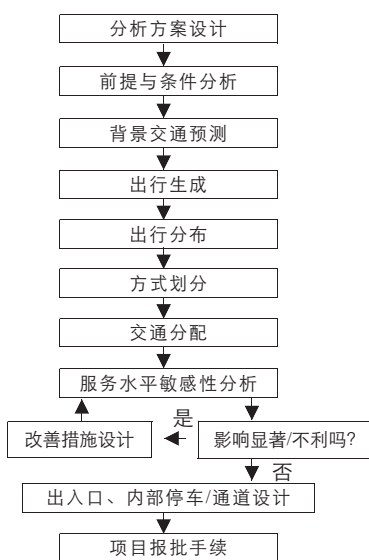 分析方案设计
前提与条件分析
背景交通预测
出行生成
出行分布
方式划分
交通分配
服务水平敏感性分析
是
改善措施设计
影响显著/不利吗?
否
出入口、内部停车/通道设计
项目报批手续